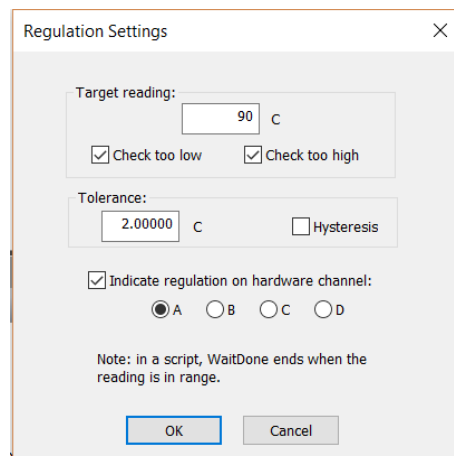 Regulation Settings
Target reading:
90 C
Check too low Check too high
Tolerance:
2.00000 C Hysteresis
Indicate regulation on hardware channel:
A B C D
Note: in a script, WaitDone ends when the
reading is in range.
OK Cancel